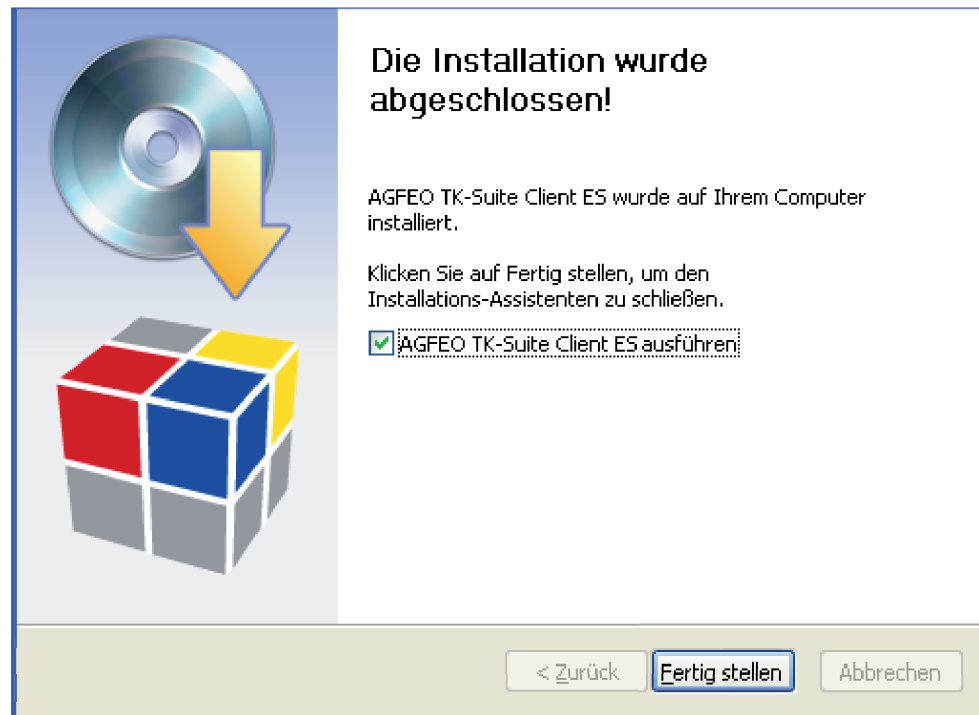 Die Installation wurde
abgeschlossen!
AGFEO TK-Suite Client ES wurde auf Ihrem Computer
installiert.
Klicken Sie auf Fertig stellen, um den
Installations-Assistenten zu schließen.
AGFEO TK-Suite Client ES ausführen
< Zurück
Fertig stellen
Abbrechen